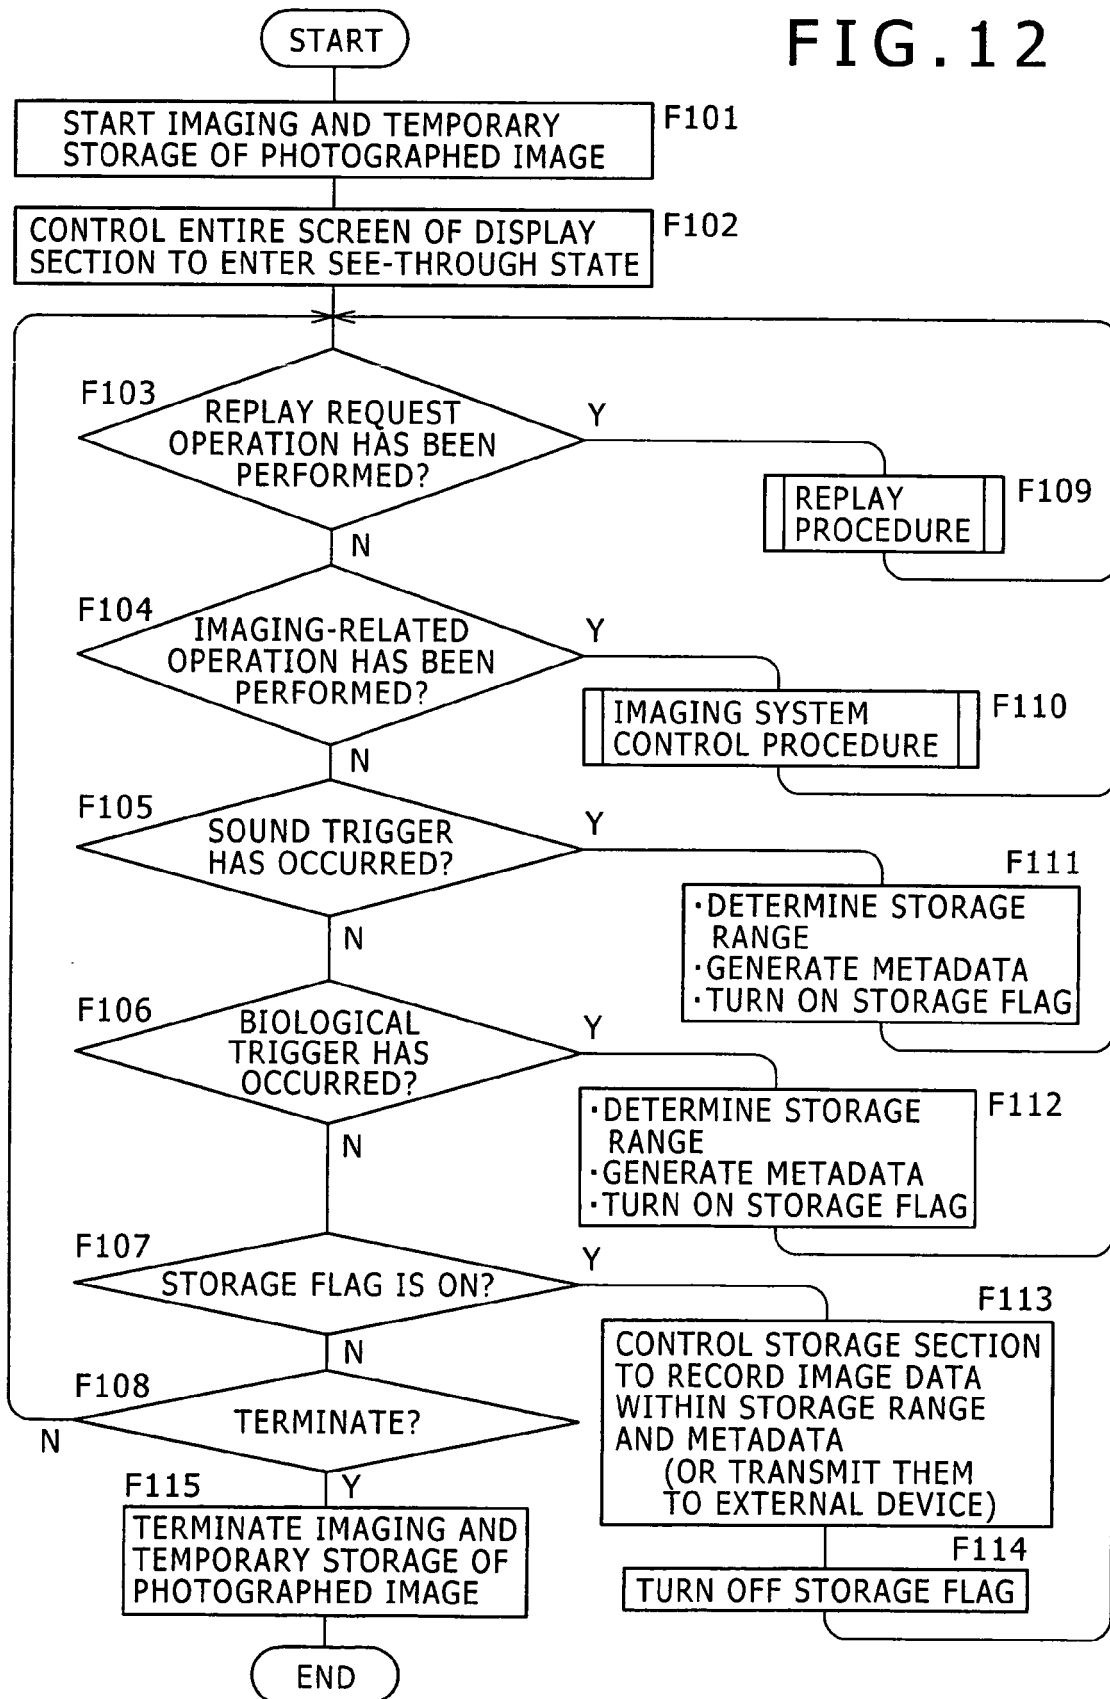 START
FIG.12
START IMAGING AND TEMPORARY
STORAGE OF PHOTOGRAPHED IMAGE
F101
CONTROL ENTIRE SCREEN OF DISPLAY
SECTION TO ENTER SEE-THROUGH STATE
F102
F103
REPLAY REQUEST
OPERATION HAS BEEN
PERFORMED?
Y
N
REPLAY
PROCEDURE
F109
F104
IMAGING-RELATED
OPERATION HAS BEEN
PERFORMED?
Y
N
IMAGING SYSTEM
CONTROL PROCEDURE
F110
F105
SOUND TRIGGER
HAS OCCURRED?
Y
N
F111
·DETERMINE STORAGE
RANGE
·GENERATE METADATA
·TURN ON STORAGE FLAG
F106
BIOLOGICAL
TRIGGER HAS
OCCURRED?
Y
N
F112
·DETERMINE STORAGE
RANGE
·GENERATE METADATA
·TURN ON STORAGE FLAG
F107
STORAGE FLAG IS ON?
Y
N
F113
CONTROL STORAGE SECTION
TO RECORD IMAGE DATA
WITHIN STORAGE RANGE
AND METADATA
(OR TRANSMIT THEM
TO EXTERNAL DEVICE)
F108
TERMINATE?
N
Y
F114
TURN OFF STORAGE FLAG
F115
TERMINATE IMAGING AND
TEMPORARY STORAGE OF
PHOTOGRAPHED IMAGE
END